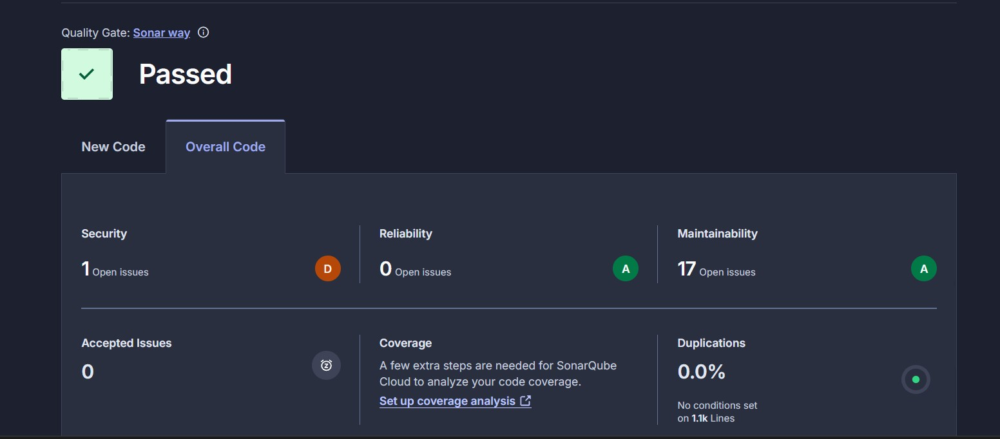 Quality Gate: Sonar way
Passed
New Code
Overall Code
Security
1 Open issues
D
Reliability
0 Open issues
A
Maintainability
17 Open issues
A
Accepted Issues
0
Coverage
A few extra steps are needed for SonarQube
Cloud to analyze your code coverage.
Set up coverage analysis
Duplications
0.0%
No conditions set
on 1.1k Lines